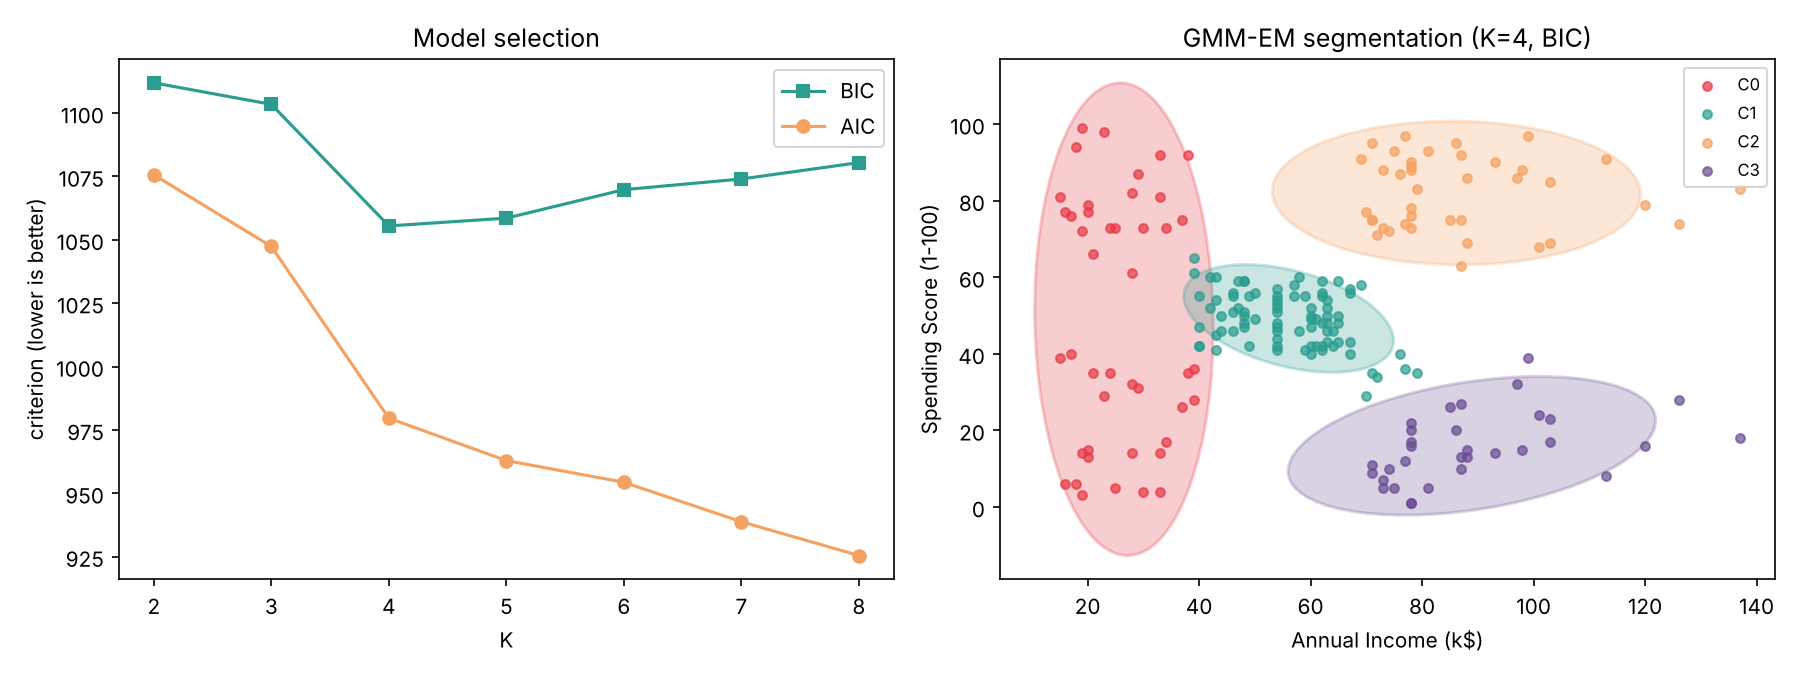 Model selection
criterion (lower is better)
1100
1075
1050
1025
1000
975
950
925
2 3 4 5 6 7 8
K
BIC
AIC
GMM-EM segmentation (K=4, BIC)
Spending Score (1-100)
100
80
60
40
20
0
20 40 60 80 100 120 140
Annual Income (k$)
C0
C1
C2
C3